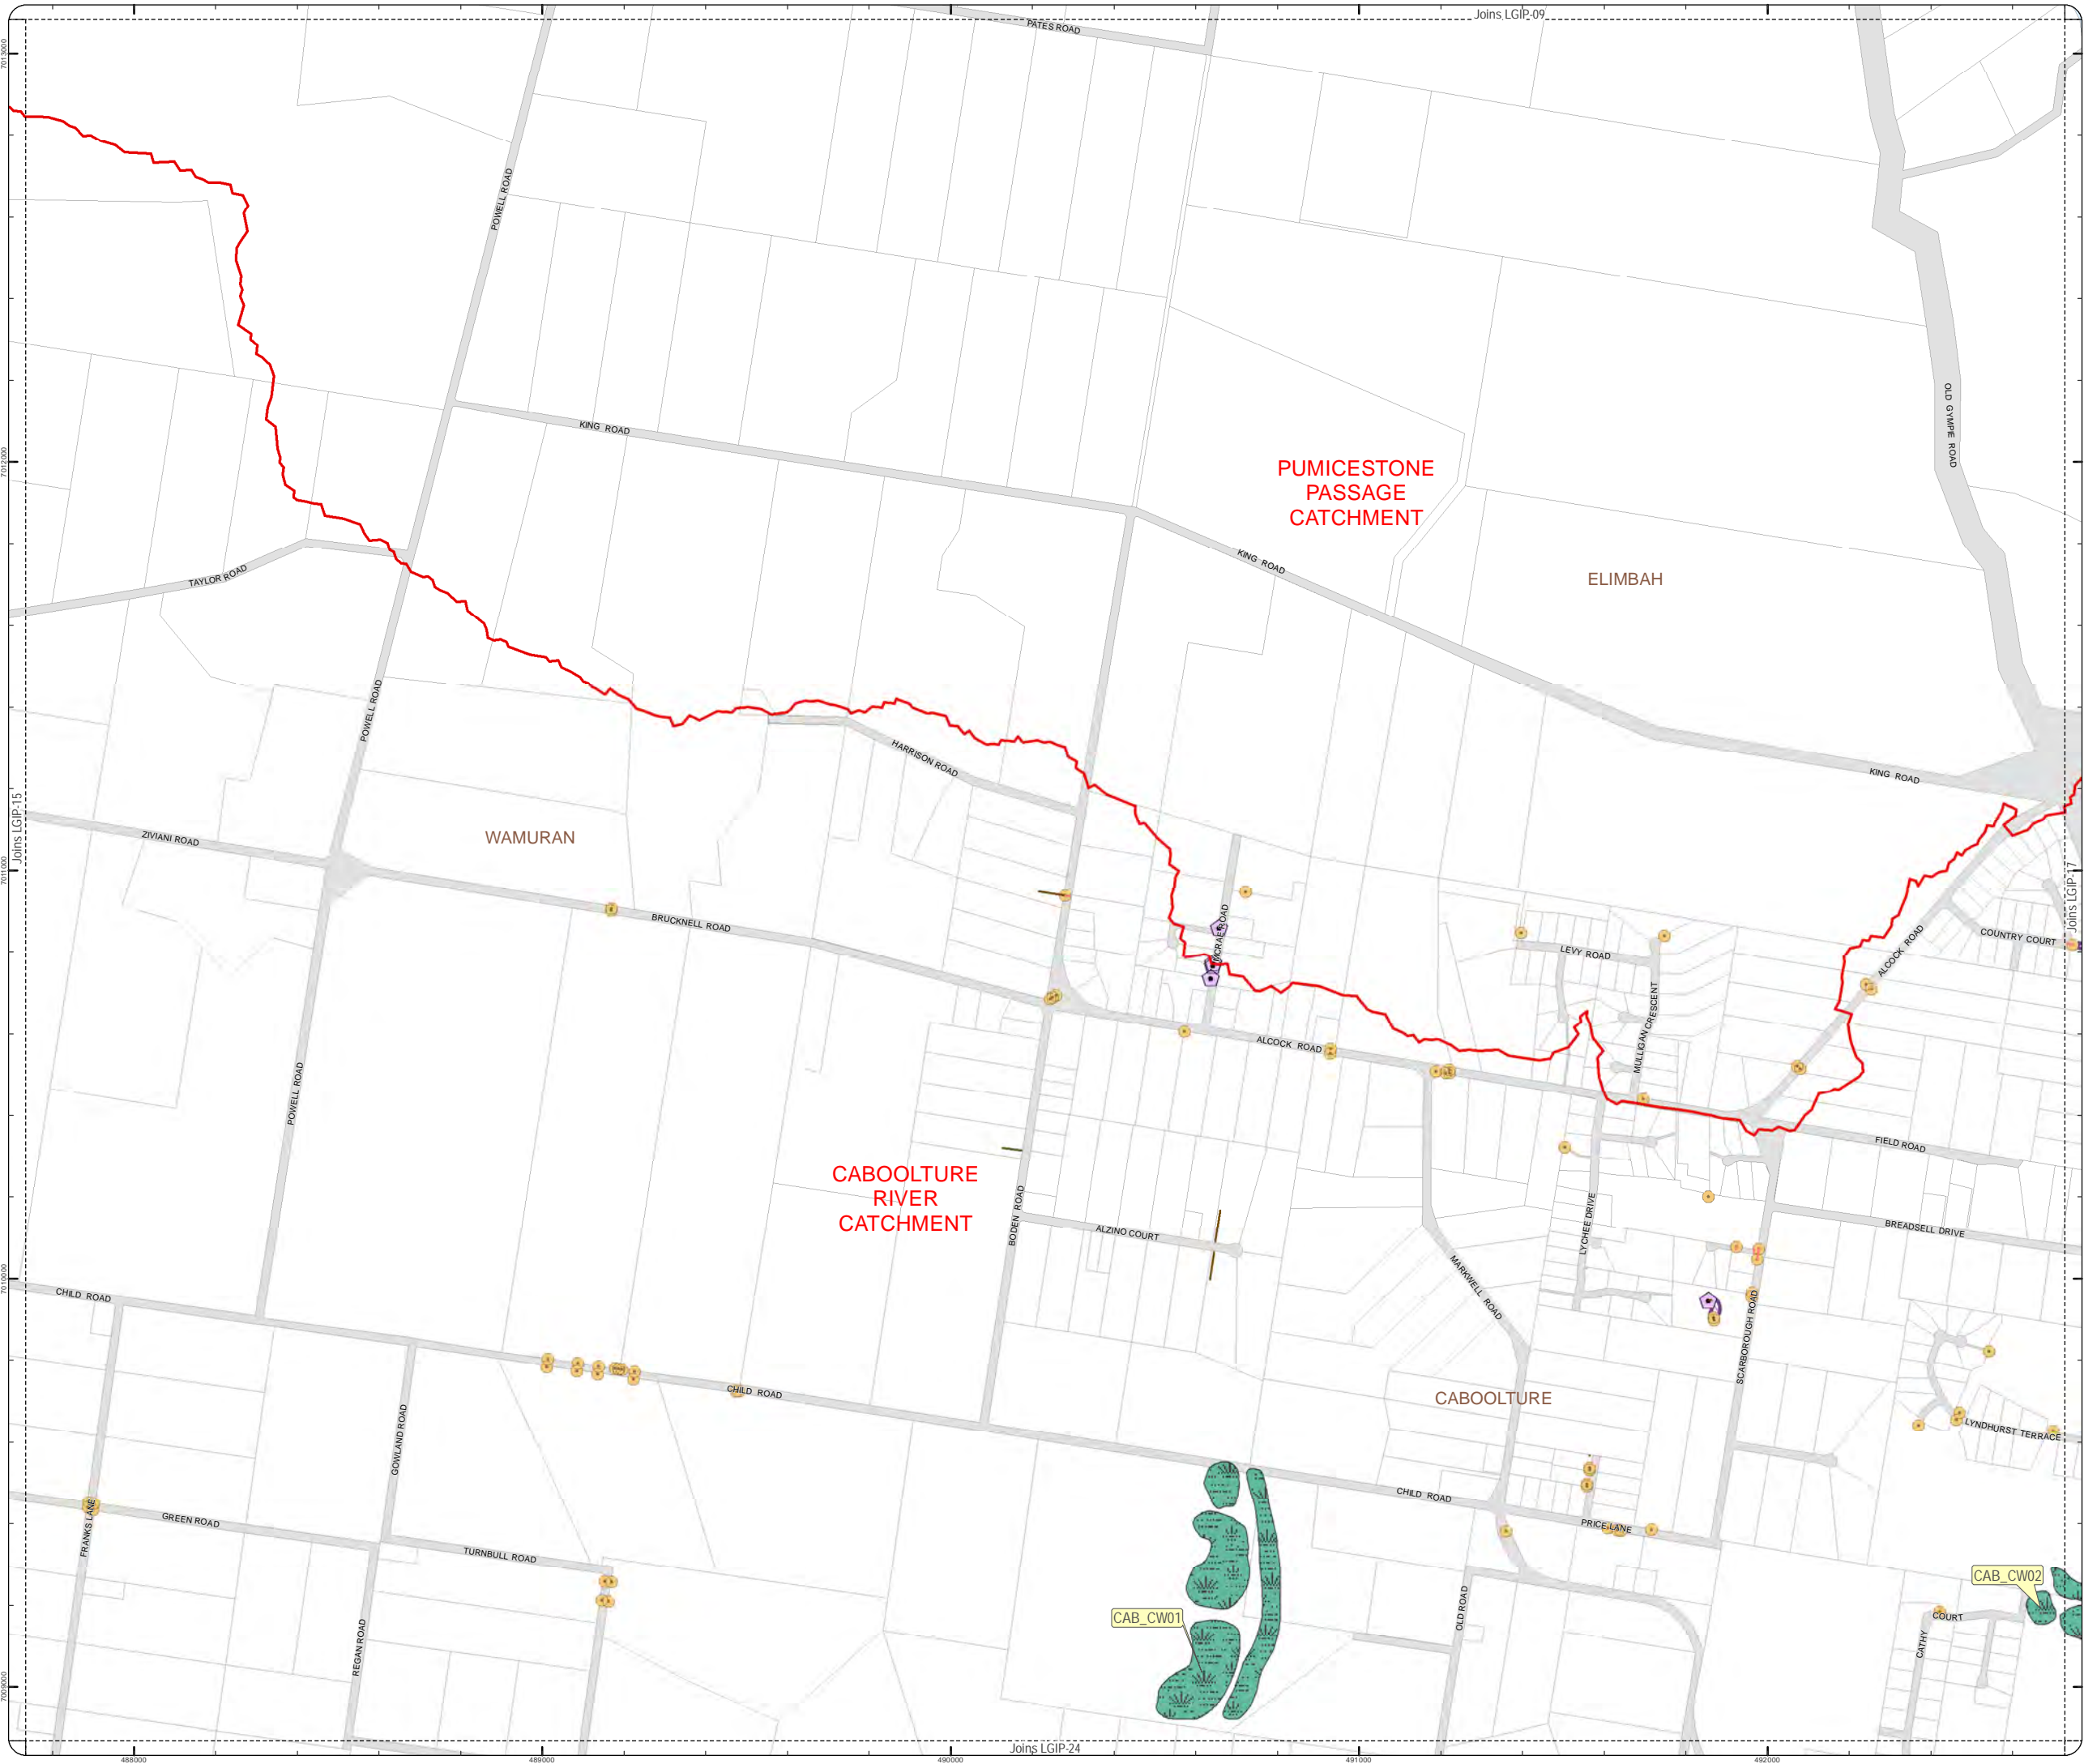 Joins LGIP-09
PATES ROAD
7013000
POWELL ROAD
OLD GYMPIE ROAD
KING ROAD
7012000
PUMICESTONE
PASSAGE
CATCHMENT
KING ROAD
ELIMBAH
TAYLOR ROAD
POWELL ROAD
HARRISON ROAD
KING ROAD
Joins LGIP-15
ZIVIANI ROAD
WAMURAN
7011000
Joins LGIP-17
BRUCKNELL ROAD
MCRAE ROAD
LEVY ROAD
ALCOCK ROAD
COUNTRY COURT
MULLIGAN CRESCENT
ALCOCK ROAD
POWELL ROAD
FIELD ROAD
CABOOLTURE
RIVER
CATCHMENT
BODEN ROAD
ALZINO COURT
LYCHEE DRIVE
BREADSELL DRIVE
MARKWELL ROAD
7010000
CHILD ROAD
SCARBOROUGH ROAD
CHILD ROAD
CABOOLTURE
GOWLAND ROAD
LYNDHURST TERRACE
CHILD ROAD
FRANKS LANE
GREEN ROAD
PRICE LANE
TURNBULL ROAD
CAB_CW02
OLD ROAD
CAB_CW01
COURT
CATHY
REGAN ROAD
7009000
Joins LGIP-24
488000
489000
490000
491000
492000